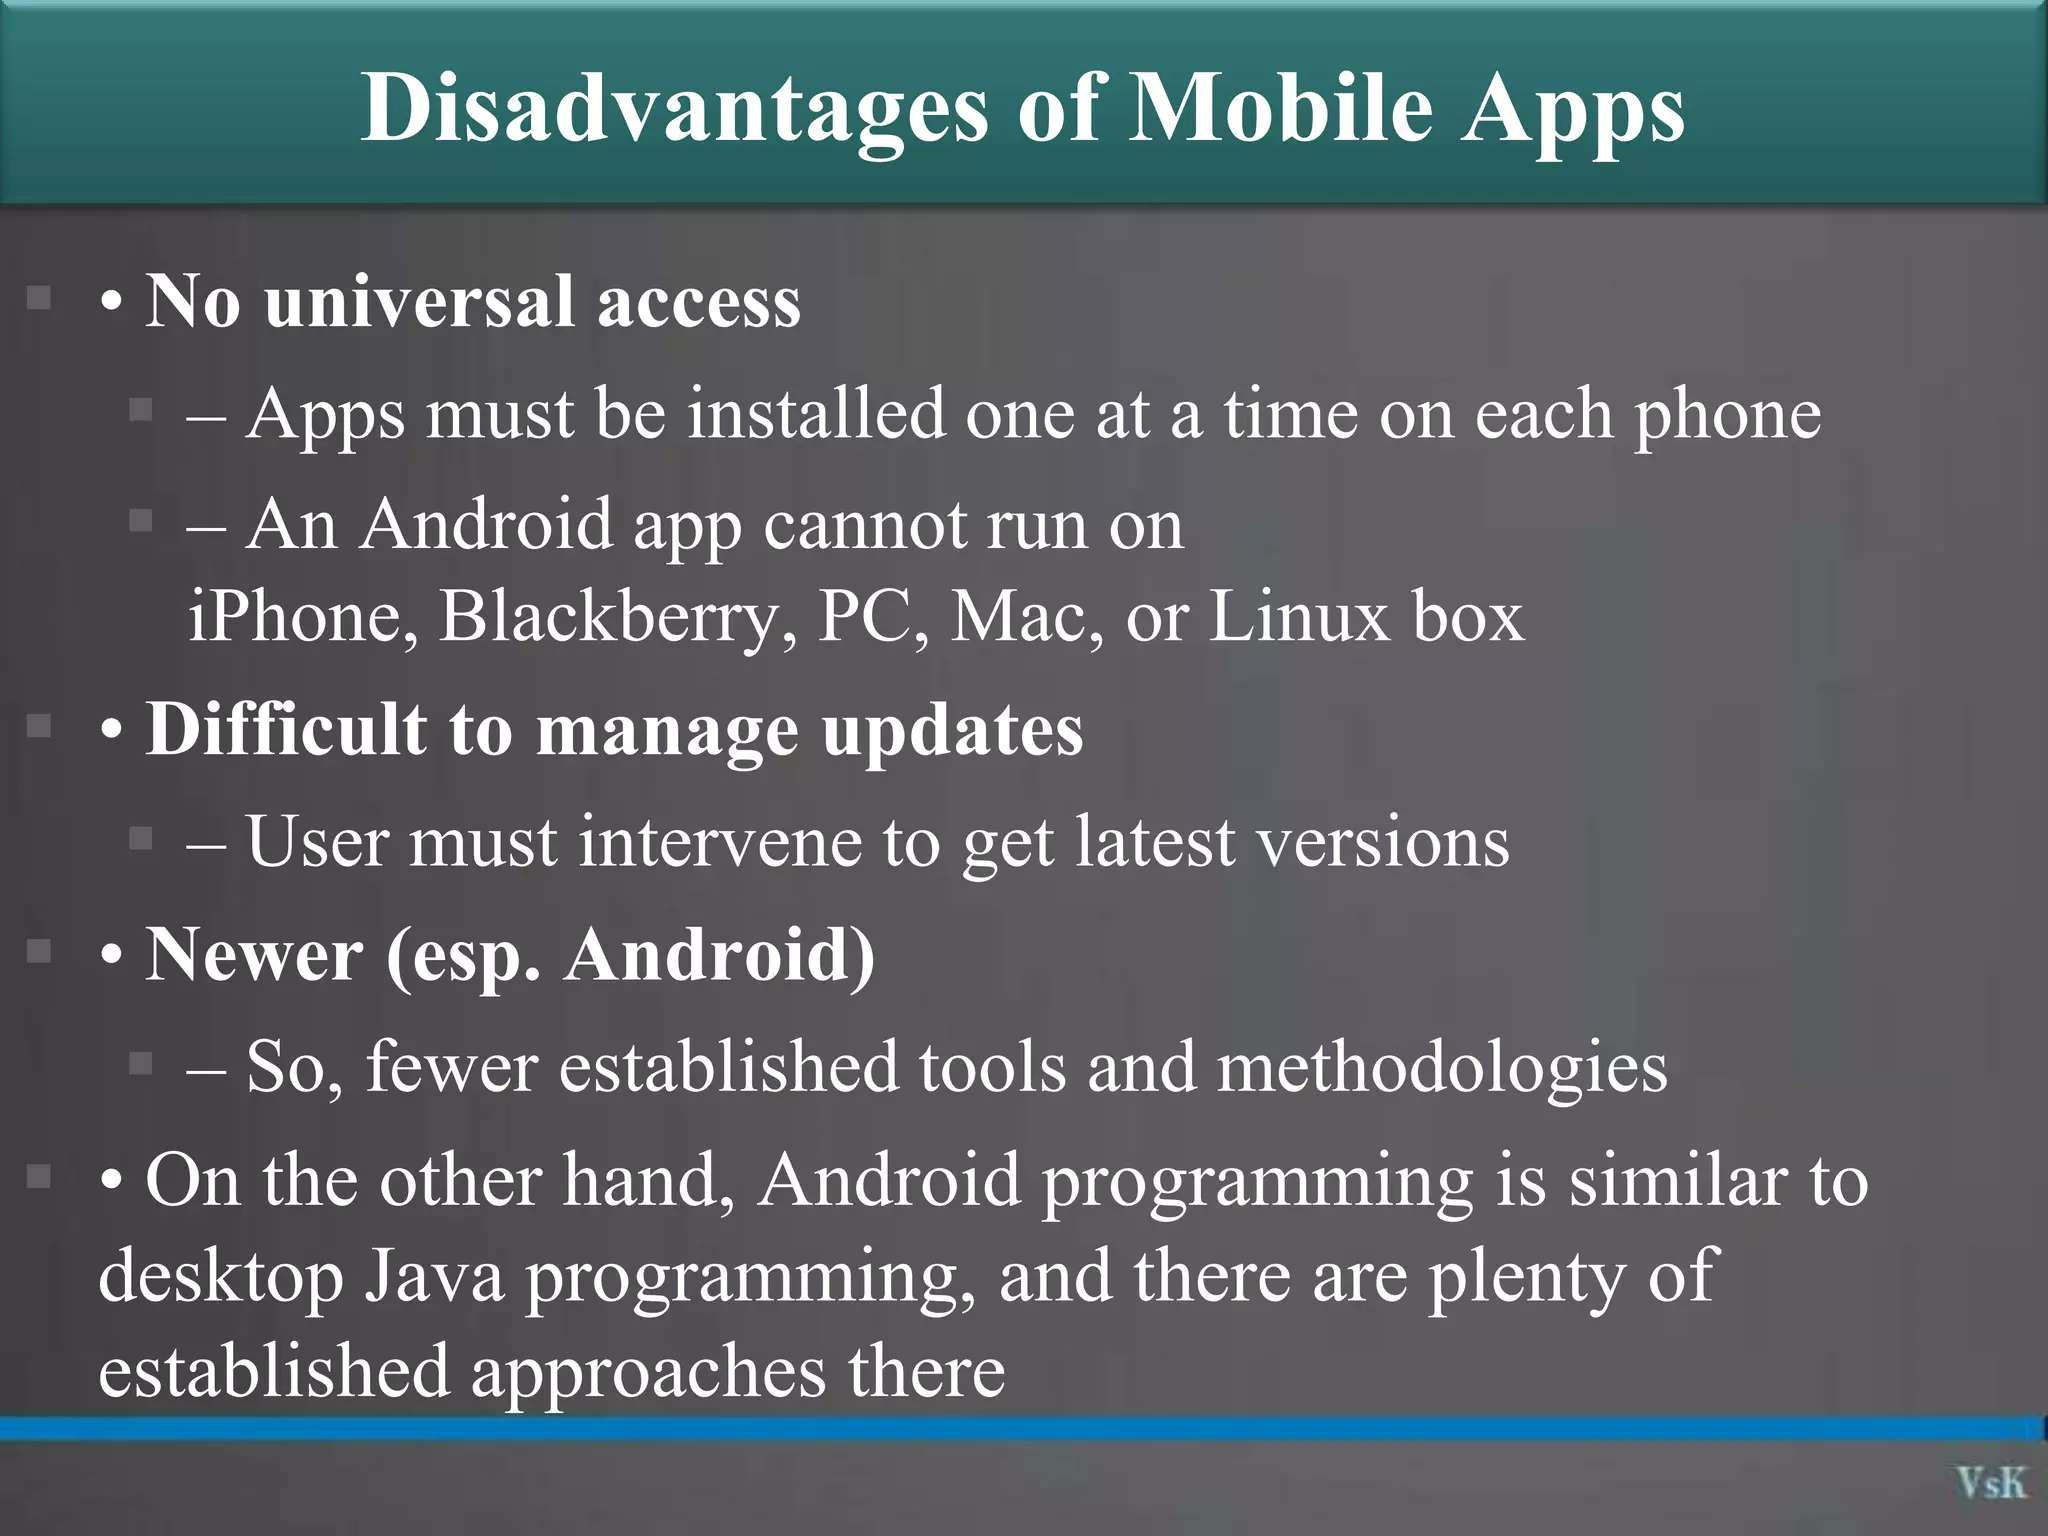 Disadvantages of Mobile Apps
• No universal access
– Apps must be installed one at a time on each phone
– An Android app cannot run on
iPhone, Blackberry, PC, Mac, or Linux box
• Difficult to manage updates
– User must intervene to get latest versions
• Newer (esp. Android)
– So, fewer established tools and methodologies
• On the other hand, Android programming is similar to
desktop Java programming, and there are plenty of
established approaches there
VsK